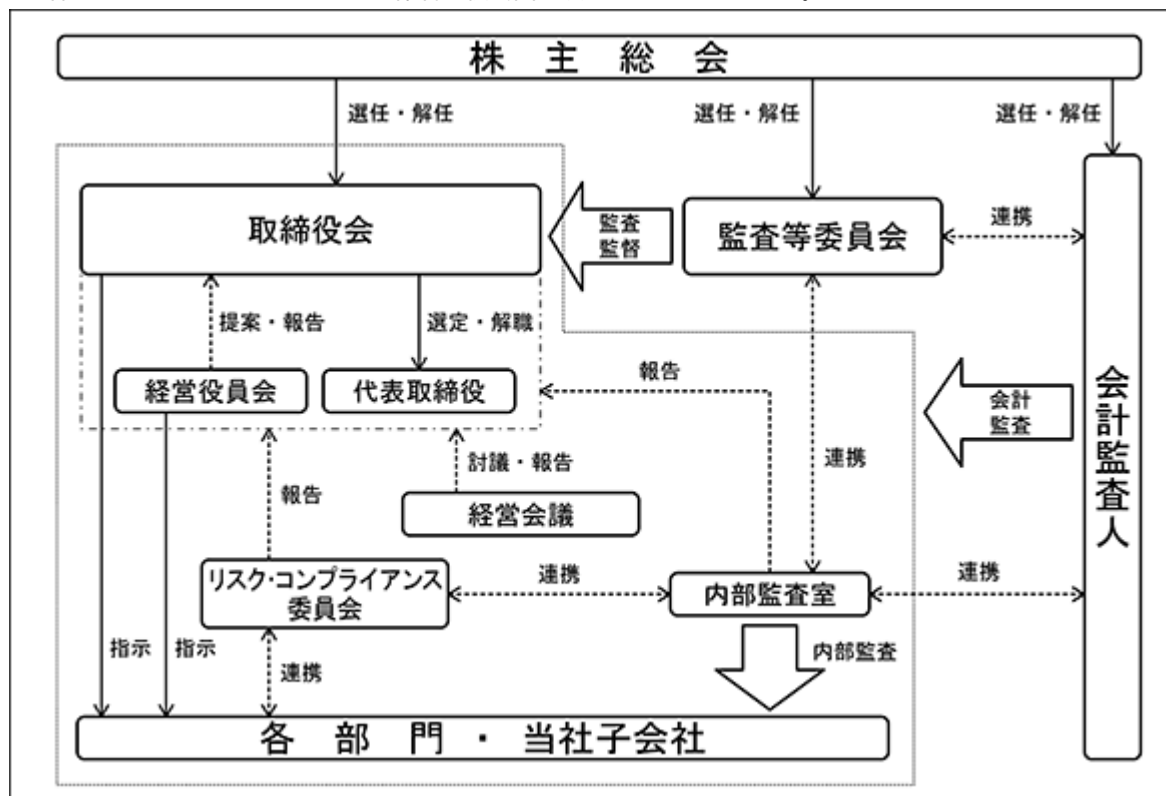 株主総会
選任・解任
選任・解任
選任・解任
取締役会
監査
監督
監査等委員会
連携
提案・報告
選定・解職
経営役員会
代表取締役
報告
会計
監査
会計監査人
報告
討議・報告
連携
経営会議
リスク・コンプライアンス
委員会
連携
内部監査室
連携
指示
指示
連携
内部監査
各部門・当社子会社